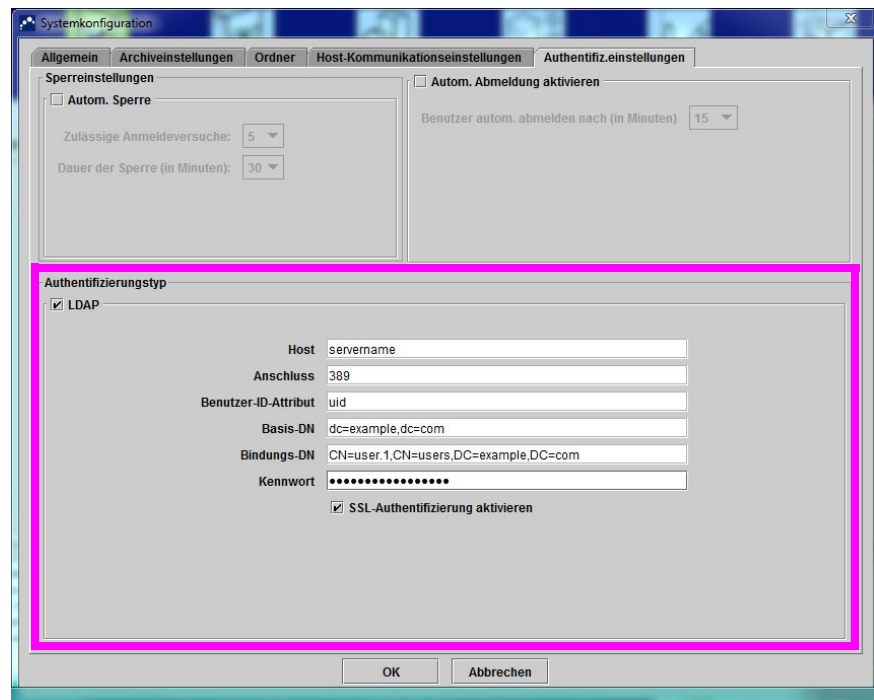 Systemkonfiguration
Allgemein Archiveinstellungen Ordner Host-Kommunikationseinstellungen Authentifiz.einstellungen
Sperreinstellungen
Autom. Sperre
Zulässige Anmeldeversuche: 5
Dauer der Sperre (in Minuten): 30
Autom. Abmeldung aktivieren
Benutzer autom. abmelden nach (in Minuten) 15
Authentifizierungstyp
LDAP
Host servername
Anschluss 389
Benutzer-ID-Attribut uid
Basis-DN dc=example,dc=com
Bindungs-DN CN=user.1,CN=users,DC=example,DC=com
Kennwort •••••••••••••••••
SSL-Authentifizierung aktivieren
OK Abbrechen